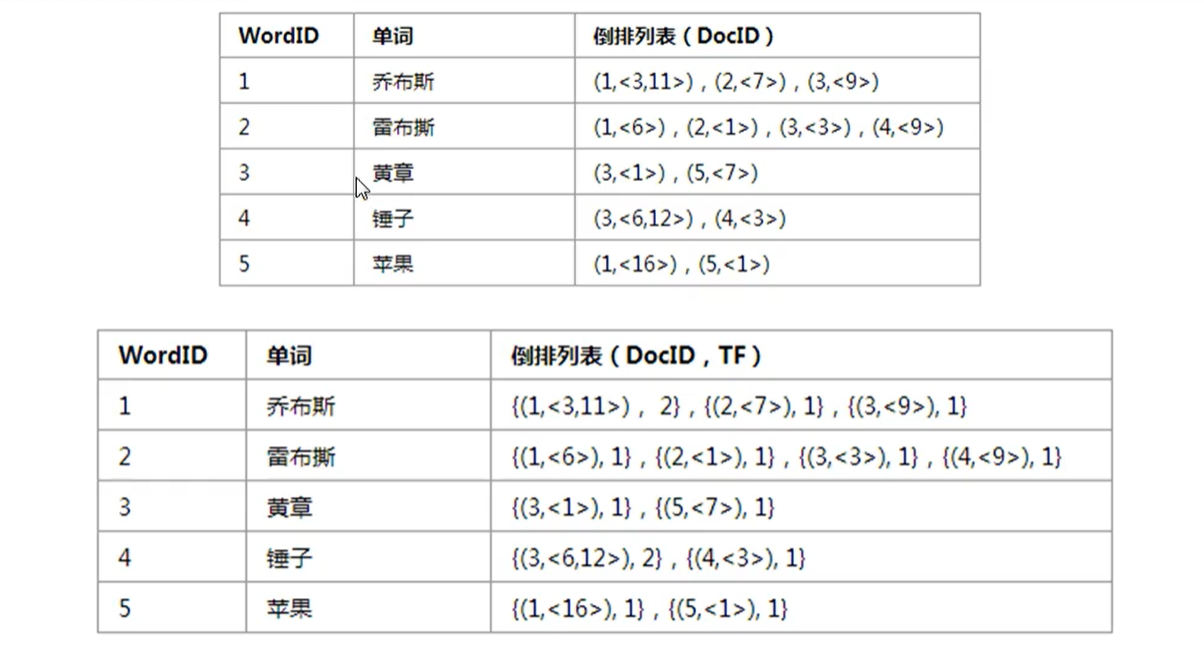 WordID 单词 倒排列表（DocID）
1 乔布斯 (1,<3,11>) , (2,<7>) , (3,<9>)
2 雷布撕 (1,<6>) , (2,<1>) , (3,<3>) , (4,<9>)
3 黄章 (3,<1>) , (5,<7>)
4 锤子 (3,<6,12>) , (4,<3>)
5 苹果 (1,<16>) , (5,<1>)
WordID 单词 倒排列表（DocID，TF）
1 乔布斯 {(1,<3,11>) , 2} , {(2,<7>), 1} , {(3,<9>), 1}
2 雷布撕 {(1,<6>), 1} , {(2,<1>), 1} , {(3,<3>), 1} , {(4,<9>), 1}
3 黄章 {(3,<1>), 1} , {(5,<7>), 1}
4 锤子 {(3,<6,12>), 2} , {(4,<3>), 1}
5 苹果 {(1,<16>), 1} , {(5,<1>), 1}